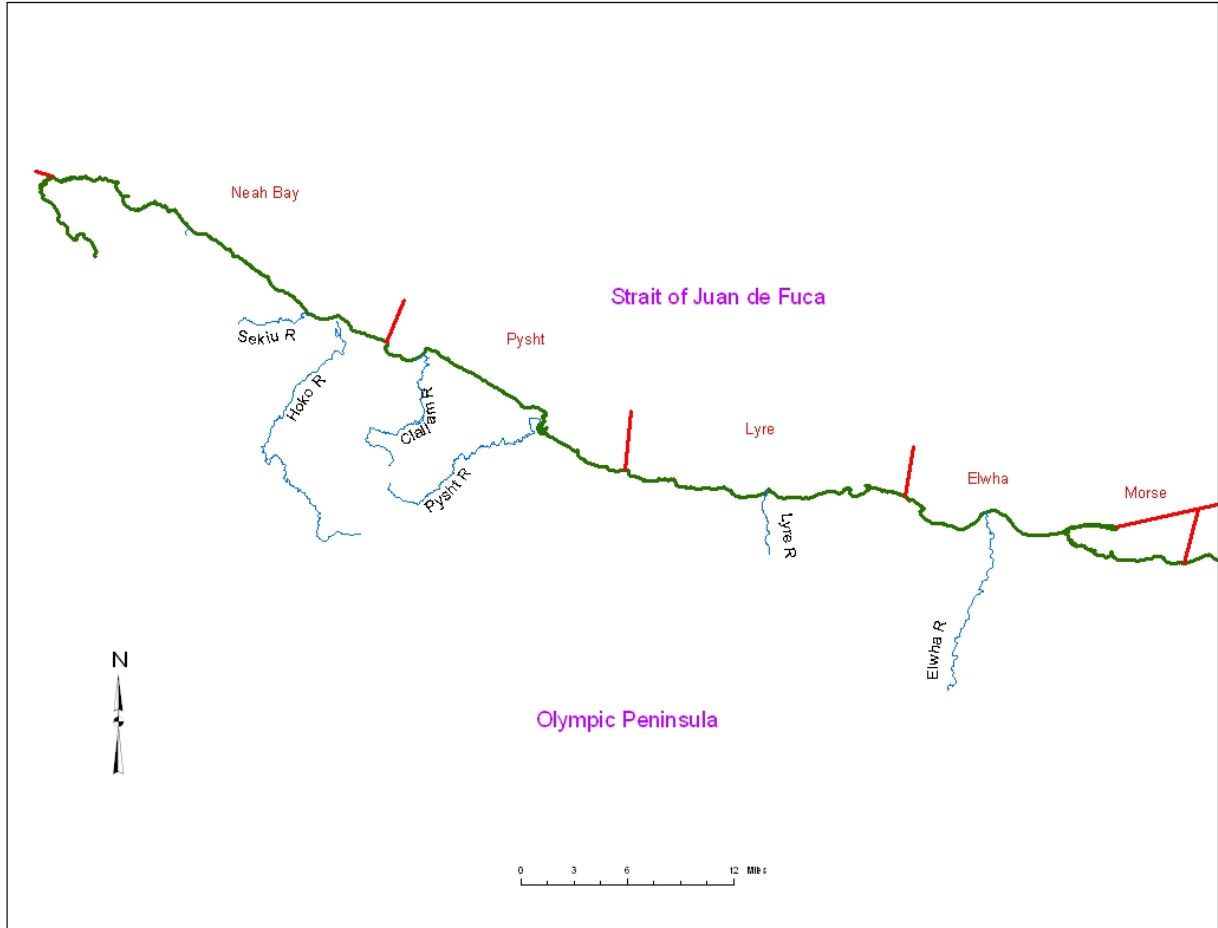 Neah Bay
Strait of Juan de Fuca
Sekiu R
Pysht
Hoko R
Clallam R
Lyre
Pysht R
Elwha
Morse
Lyre R
Elwha R
N
Olympic Peninsula
0 3 6 12 Miles